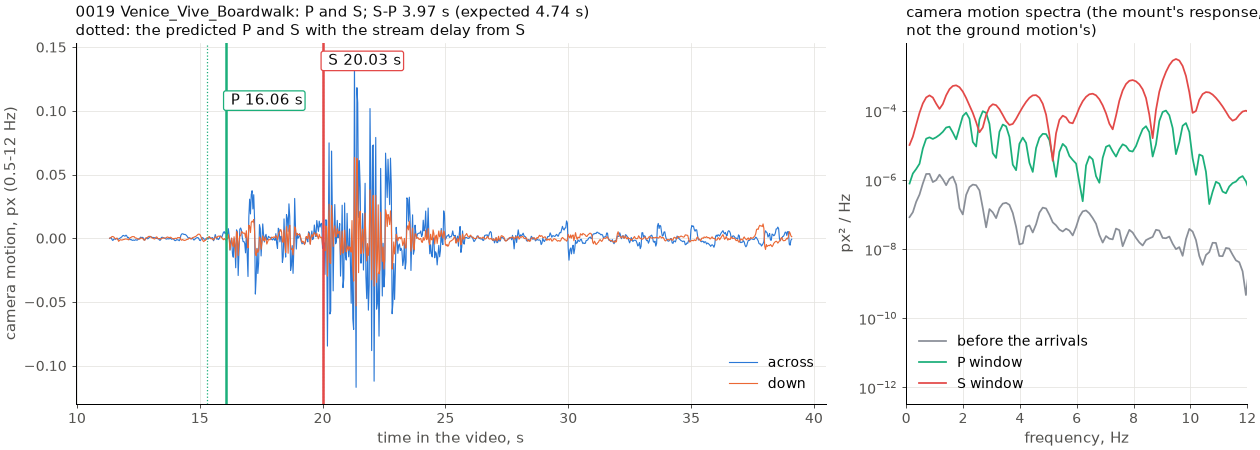 0019 Venice_Vive_Boardwalk: P and S; S-P 3.97 s (expected 4.74 s)
dotted: the predicted P and S with the stream delay from S
camera motion, px (0.5-12 Hz)
0.15
0.10
0.05
0.00
−0.05
−0.10
S 20.03 s
P 16.06 s
across
down
10
15
20
25
30
35
40
time in the video, s
camera motion spectra (the mount's response,
not the ground motion's)
px² / Hz
10⁻⁴
10⁻⁶
10⁻⁸
10⁻¹⁰
10⁻¹²
before the arrivals
P window
S window
0
2
4
6
8
10
12
frequency, Hz